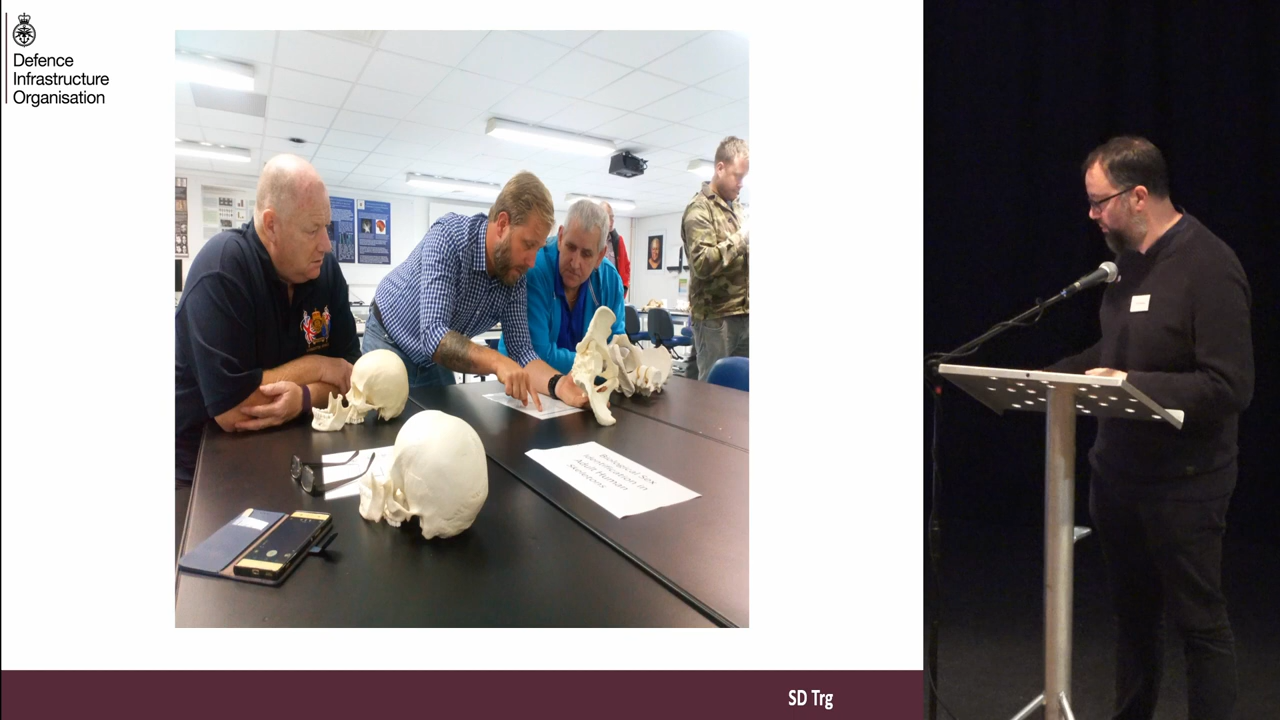 Defence
Infrastructure
Organisation
Biological Sex
Identification in
Adult Human
Skeletons
SD Trg